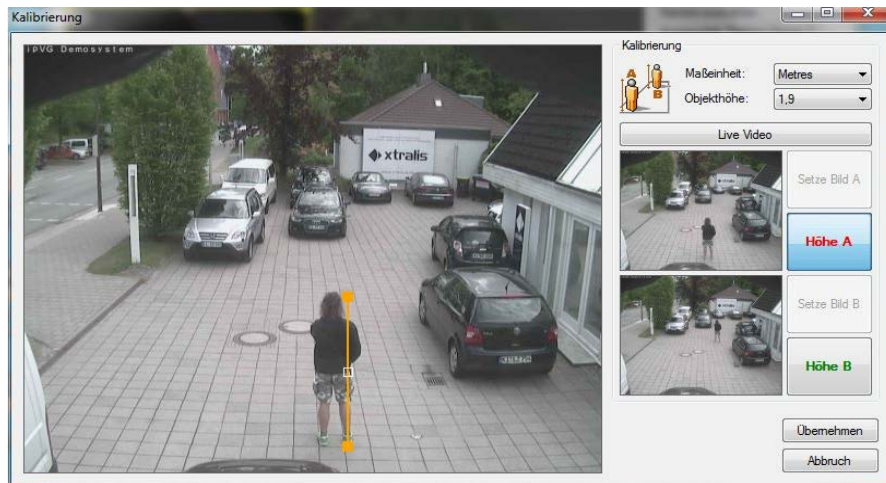 Kalibrierung
ipVG Demosystem
xtralis
Kalibrierung
A
B
Maßeinheit:
Metres
Objekthöhe:
1,9
Live Video
Setze Bild A
Höhe A
Setze Bild B
Höhe B
Übernehmen
Abbruch